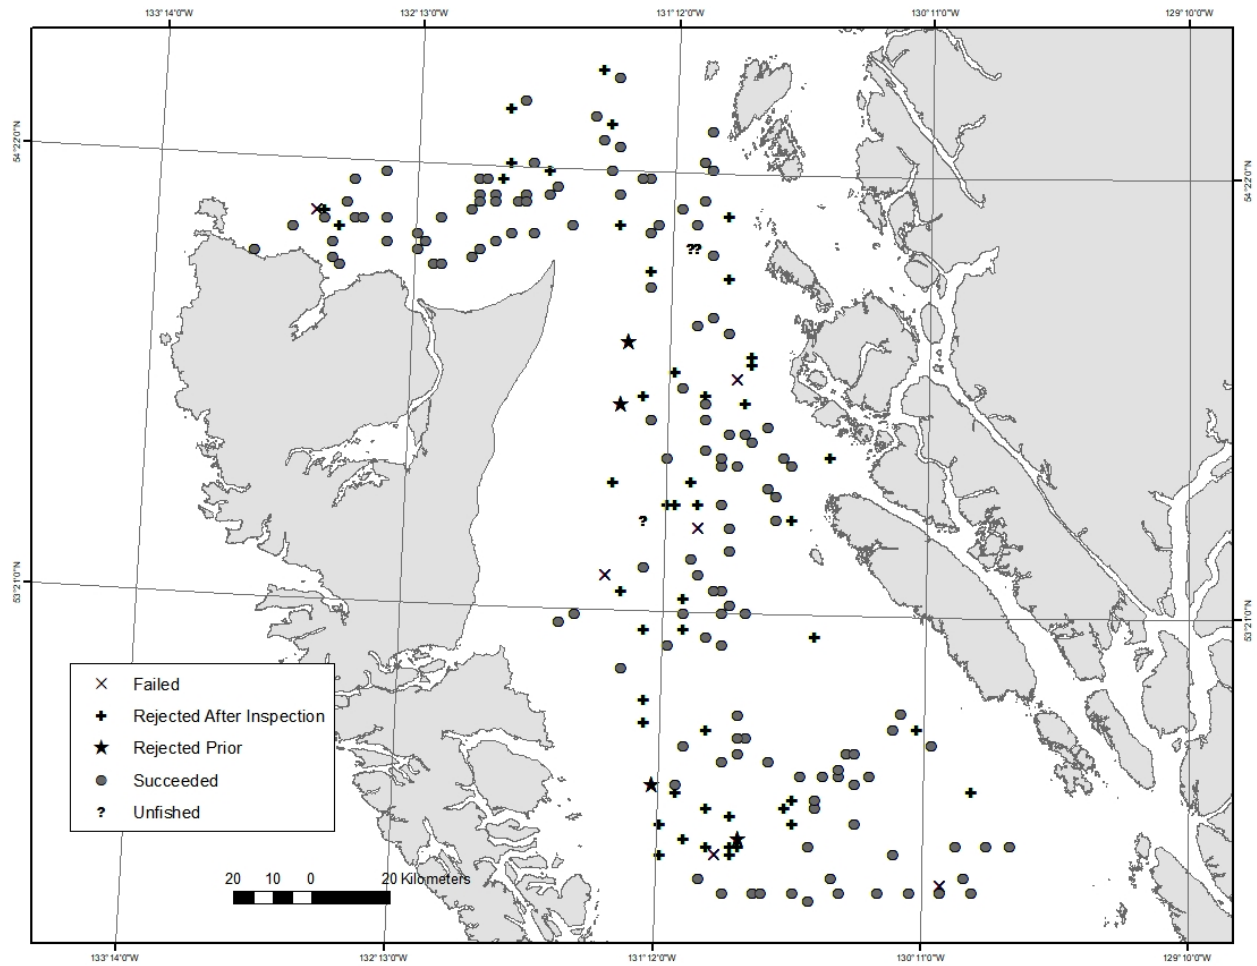 133°14'0"W 132°13'0"W 131°12'0"W 130°11'0"W 129°10'0"W
54°22'0"N
54°22'0"N
??
?
53°21'0"N
53°21'0"N
Failed
Rejected After Inspection
Rejected Prior
Succeeded
? Unfished
20 10 0 20 Kilometers
133°14'0"W 132°13'0"W 131°12'0"W 130°11'0"W 129°10'0"W